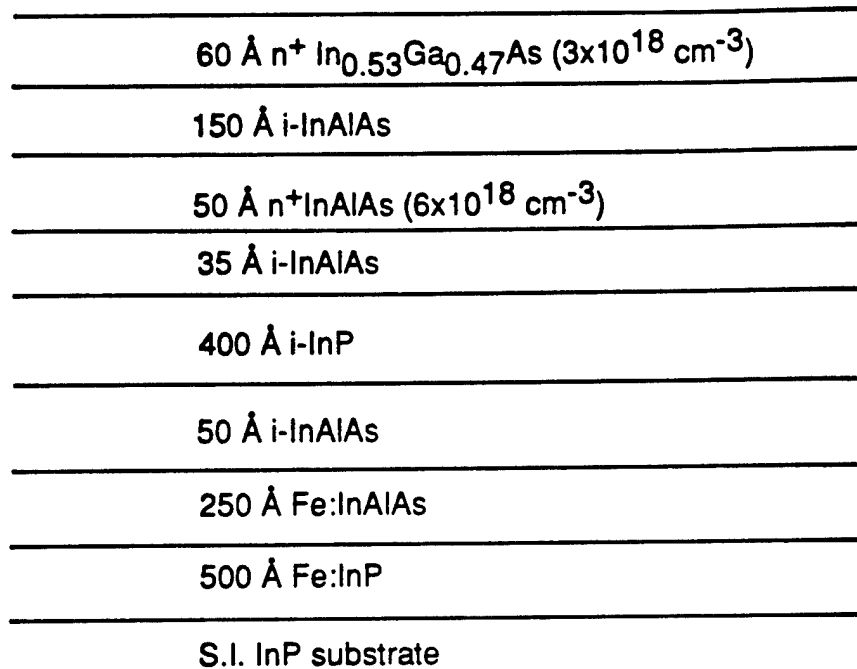 60 Å n⁺ In₀.₅₃Ga₀.₄₇As (3x10¹⁸ cm⁻³)
150 Å i-InAlAs
50 Å n⁺InAlAs (6x10¹⁸ cm⁻³)
35 Å i-InAlAs
400 Å i-InP
50 Å i-InAlAs
250 Å Fe:InAlAs
500 Å Fe:InP
S.I. InP substrate